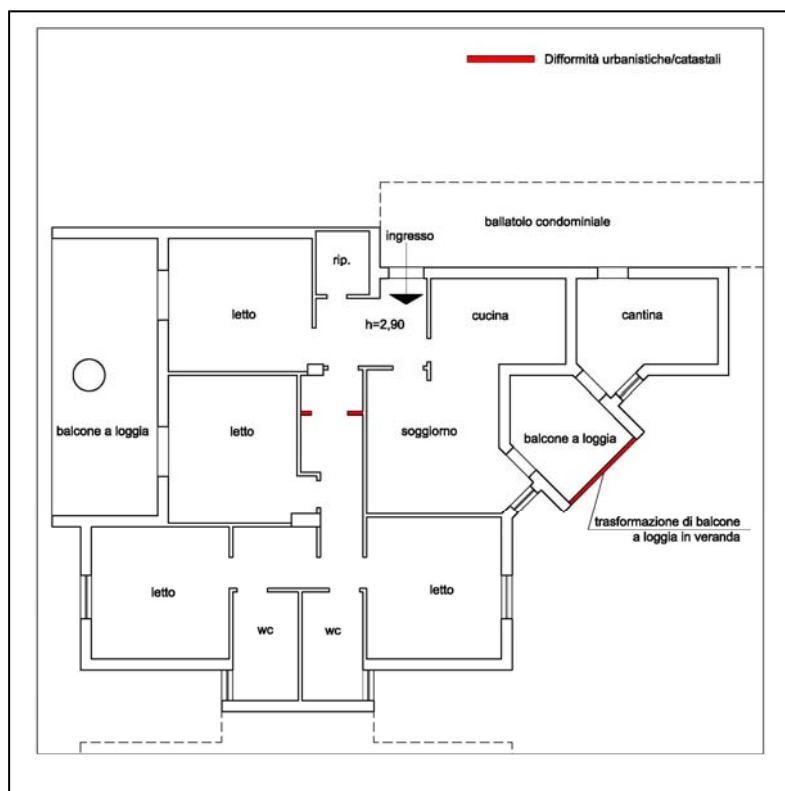 Difformità urbanistiche/catastali
ballatoio condominiale
ingresso
rip.
letto
h=2,90
cucina
cantina
balcone a loggia
letto
soggiorno
balcone a loggia
trasformazione di balcone
a loggia in veranda
letto
letto
wc
wc